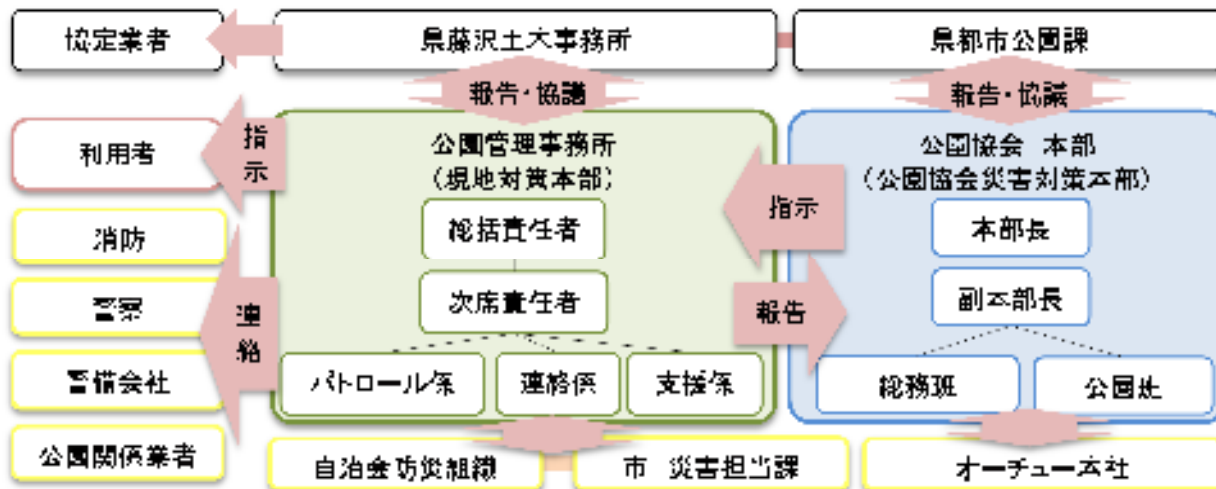 協定業者
県藤沢土木事務所
県都市公園課
報告・協議
報告・協議
利用者
指示
公園管理事務所
（現地対策本部）
公園協会 本部
（公園協会災害対策本部）
指示
総括責任者
本部長
消防
次席責任者
副本部長
警察
連絡
報告
パトロール係
連絡係
支援係
総務班
公園班
警備会社
公園関係業者
自治会防災組織
市 災害担当課
オーチュー本社